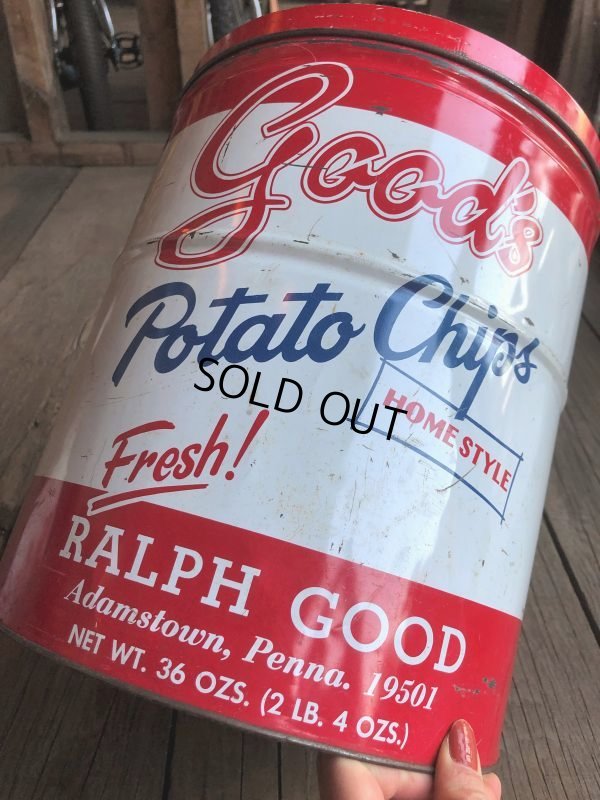 Good's
Potato Chips
SOLD OUT
HOME STYLE
Fresh!
RALPH GOOD
Adamstown, Penna. 19501
NET WT. 36 OZS. (2 LB. 4 OZS.)